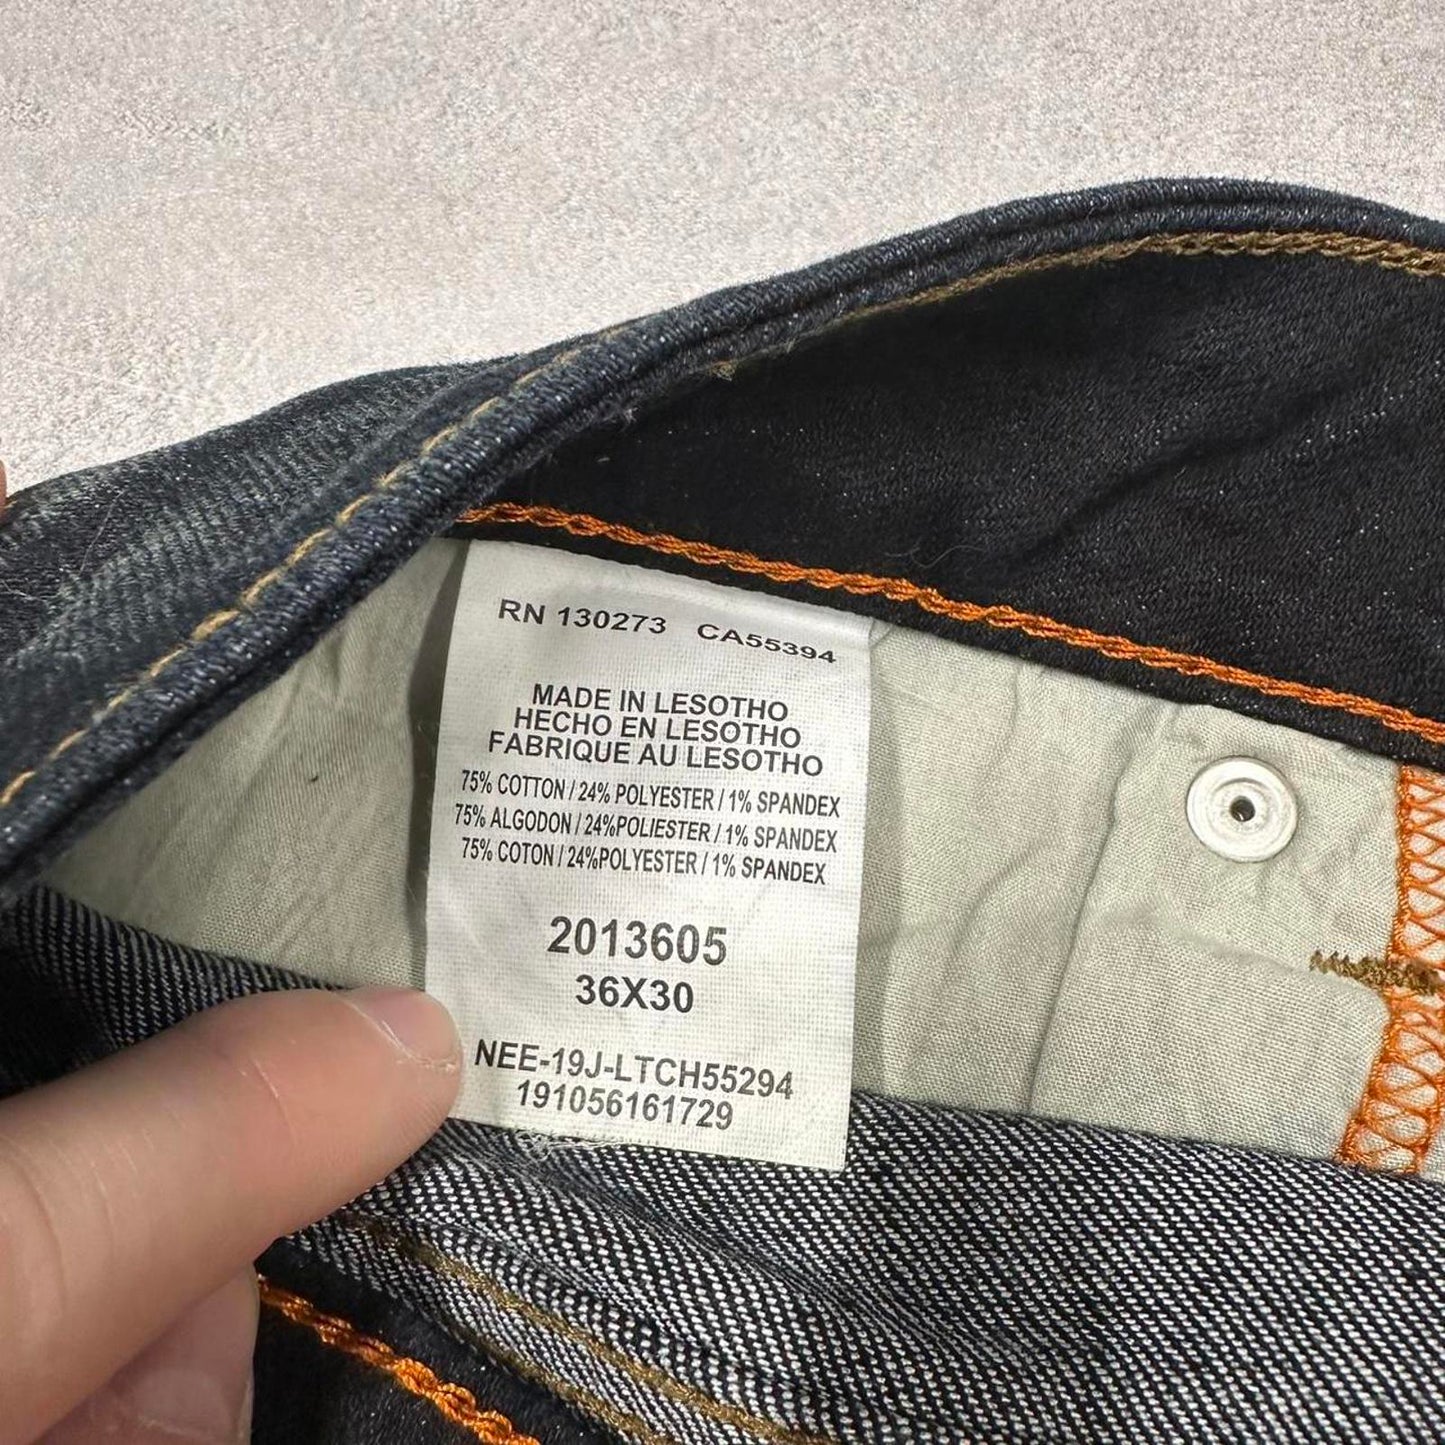 RN 130273 CA55394
MADE IN LESOTHO
HECHO EN LESOTHO
FABRIQUE AU LESOTHO
75% COTTON / 24% POLYESTER / 1% SPANDEX
75% ALGODON / 24%POLIESTER / 1% SPANDEX
75% COTON / 24%POLYESTER / 1% SPANDEX
2013605
36X30
NEE-19J-LTCH55294
191056161729